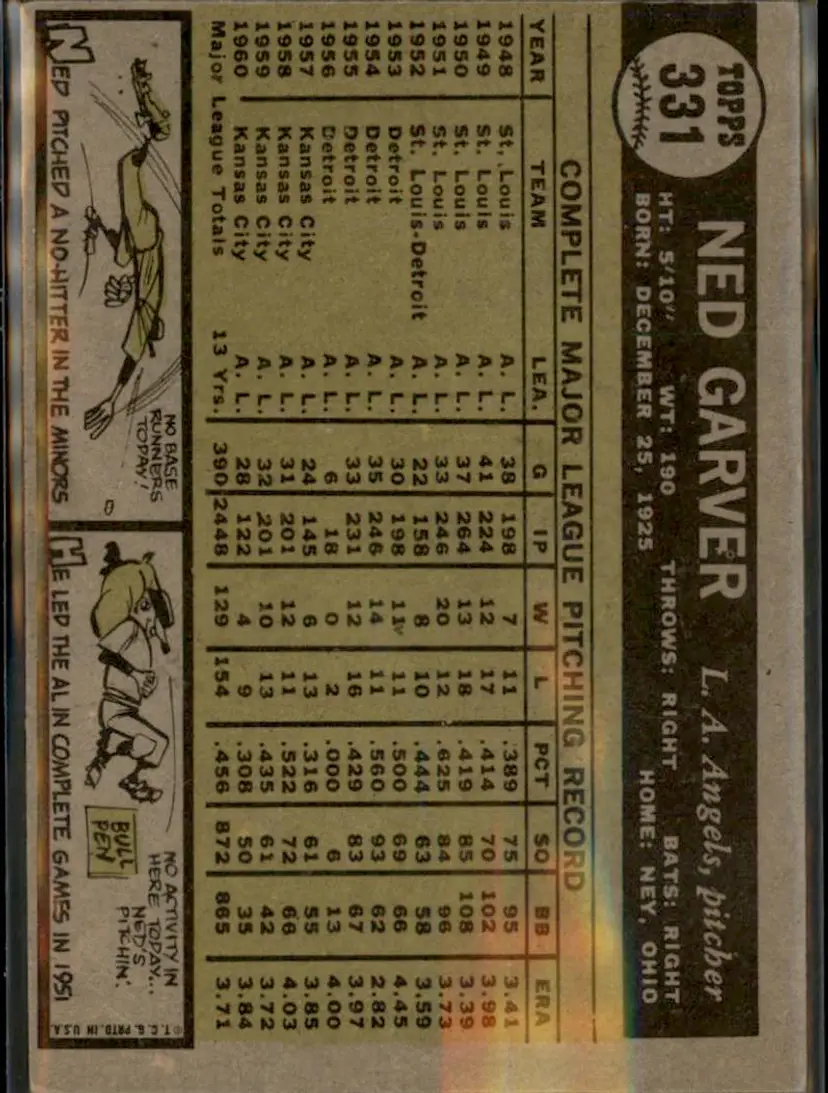 TOPPS
331
NED GARVER L. A. Angels, pitcher
HT: 5'10" WT: 190 THROWS: RIGHT BATS: RIGHT
BORN: DECEMBER 25, 1925 HOME: NEY, OHIO
COMPLETE MAJOR LEAGUE PITCHING RECORD
YEAR TEAM LEA. G IP W L PCT SO BB ERA
1948 St. Louis A. L. 38 198 7 11 .389 75 95 3.41
1949 St. Louis A. L. 41 224 12 17 .414 70 102 3.98
1950 St. Louis A. L. 37 264 13 18 .419 85 108 3.39
1951 St. Louis A. L. 33 246 20 12 .625 84 96 3.73
1952 St. Louis-Detroit A. L. 22 158 8 10 .444 63 58 3.59
1953 Detroit A. L. 30 198 11 11 .500 69 66 4.45
1954 Detroit A. L. 35 246 14 11 .560 93 62 2.82
1955 Detroit A. L. 33 231 12 16 .429 83 67 3.97
1956 Detroit A. L. 6 18 0 2 .000 6 13 4.00
1957 Kansas City A. L. 24 145 6 13 .316 61 55 3.85
1958 Kansas City A. L. 31 201 12 11 .522 72 66 4.03
1959 Kansas City A. L. 32 201 10 13 .435 61 42 3.72
1960 Kansas City A. L. 28 122 4 9 .308 50 35 3.84
Major League Totals 13 Yrs. 390 2448 129 154 .456 872 865 3.71
NO BASE
RUNNERS
TODAY!
NED PITCHED A NO-HITTER IN THE MINORS
BULL
PEN
NO ACTIVITY IN
HERE TODAY...
NED'S
PITCHIN'.
HE LED THE AL IN COMPLETE GAMES IN 1951
© T. C. G. PRTD. IN U.S.A.